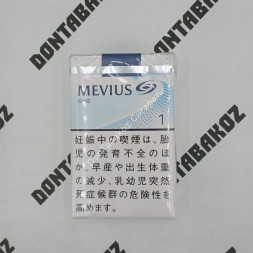 MEVIUS
ONE
1
妊娠中の喫煙は、胎
児の発育不全のほ
か、早産や出生体重
の減少、乳幼児突然
死症候群の危険性を
高めます。
DONTABAKOZ
DONTABAKOZ
DONTABAKOZ
DONTABAKOZ